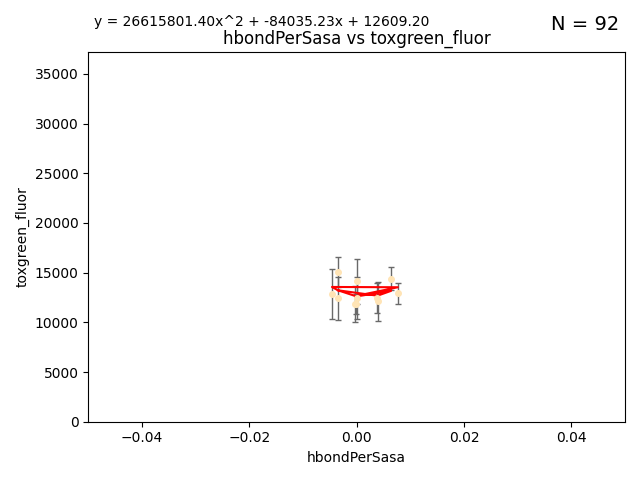 y = 26615801.40x^2 + -84035.23x + 12609.20
N = 92
hbondPerSasa vs toxgreen_fluor
toxgreen_fluor
35000
30000
25000
20000
15000
10000
5000
0
−0.04
−0.02
0.00
0.02
0.04
hbondPerSasa